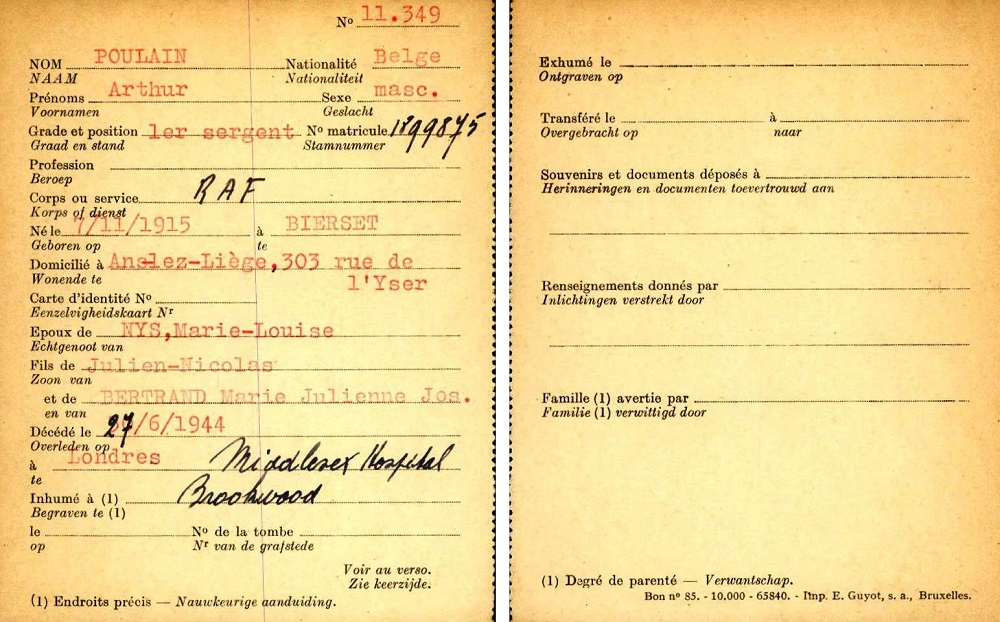 Nº 11.349
NOM POULAIN Nationalité Belge
NAAM Nationaliteit
Prénoms Arthur Sexe masc.
Voornamen Geslacht
Grade et position 1er sergent Nº matricule 1899875
Graad en stand Stamnummer
Profession
Beroep
Corps ou service RAF
Korps of dienst
Né le 7/11/1915 à BIERSET
Geboren op te
Domicilié à Anslez-Liège,303 rue de
Wonende te l'Yser
Carte d'identité Nº
Eenzelvigheidskaart Nr
Epoux de NYS,Marie-Louise
Echtgenoot van
Fils de Julien-Nicolas
Zoon van
et de BERTRAND Marie Julienne Jos.
en van
Décédé le 27/6/1944
Overleden op
à Londres Middlesex Hospital
te
Inhumé à (1) Brookwood
Begraven te (1)
le Nº de la tombe
op Nr van de grafstede
Voir au verso.
Zie keerzijde.
(1) Endroits précis — Nauwkeurige aanduiding.
Exhumé le
Ontgraven op
Transféré le à
Overgebracht op naar
Souvenirs et documents déposés à
Herinneringen en documenten toevertrouwd aan
Renseignements donnés par
Inlichtingen verstrekt door
Famille (1) avertie par
Familie (1) verwittigd door
(1) Degré de parenté — Verwantschap.
Bon nº 85. - 10.000 - 65840. - Imp. E. Guyot, s. a., Bruxelles.